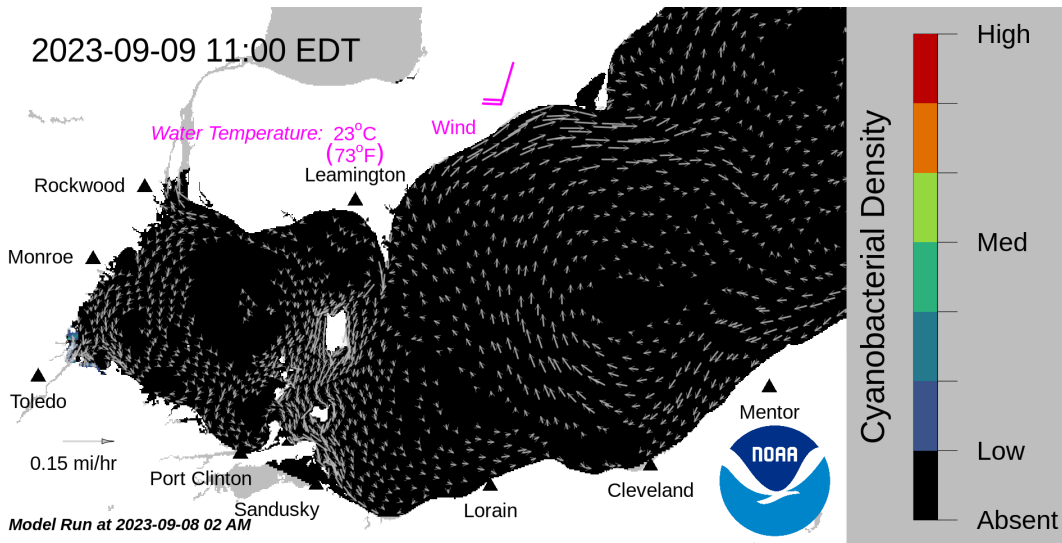 2023-09-09 11:00 EDT
High
Wind
Water Temperature: 23°C
(73°F)
Leamington
Rockwood
Monroe
Med
Cyanobacterial Density
Toledo
Mentor
NOAA
0.15 mi/hr
Port Clinton
Sandusky
Lorain
Cleveland
Low
Model Run at 2023-09-08 02 AM
Absent